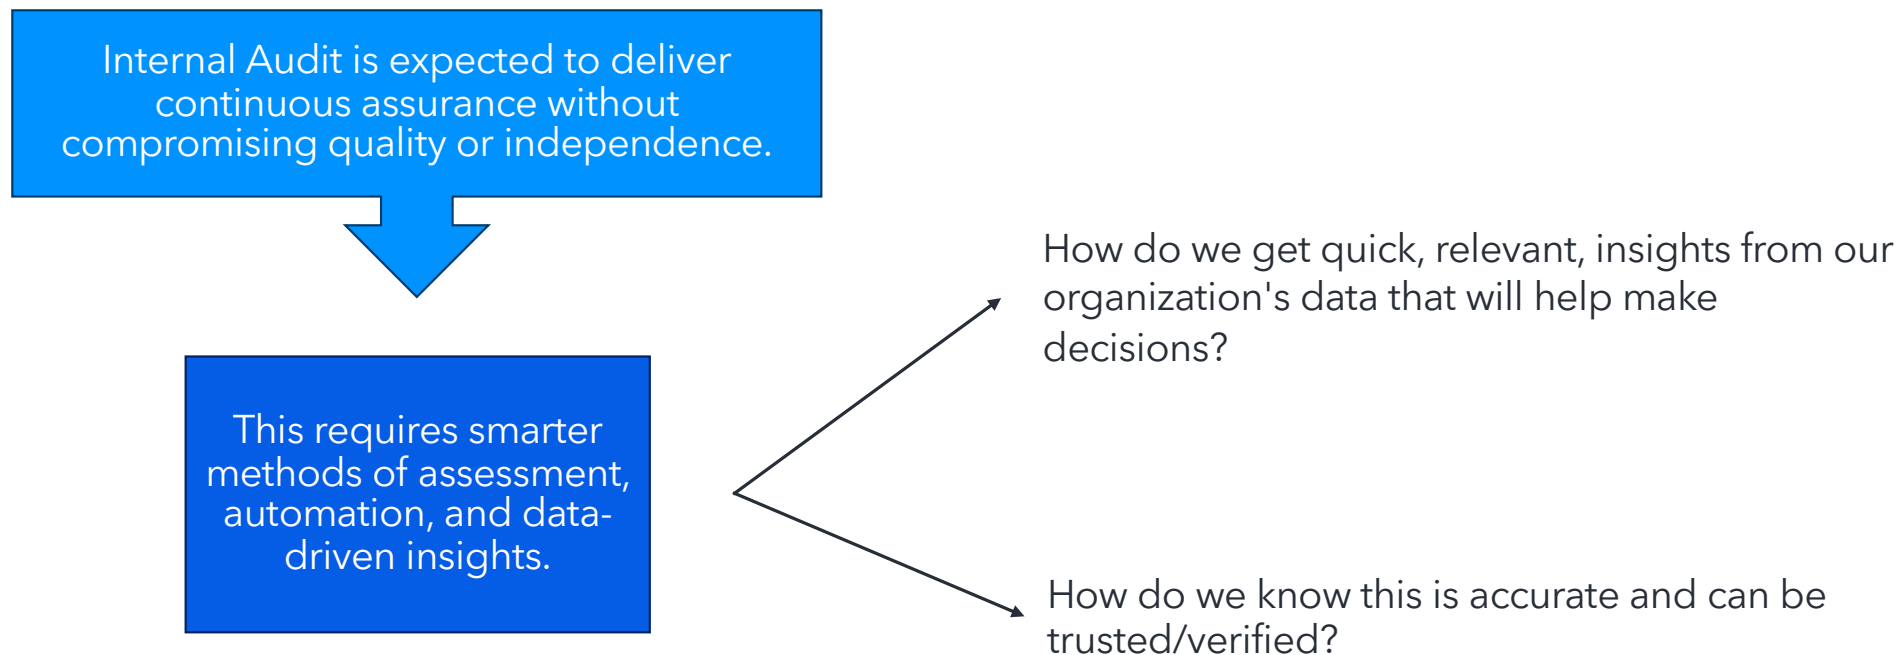 Internal Audit is expected to deliver
continuous assurance without
compromising quality or independence.
This requires smarter
methods of assessment,
automation, and data-
driven insights.
How do we get quick, relevant, insights from our
organization's data that will help make
decisions?
How do we know this is accurate and can be
trusted/verified?